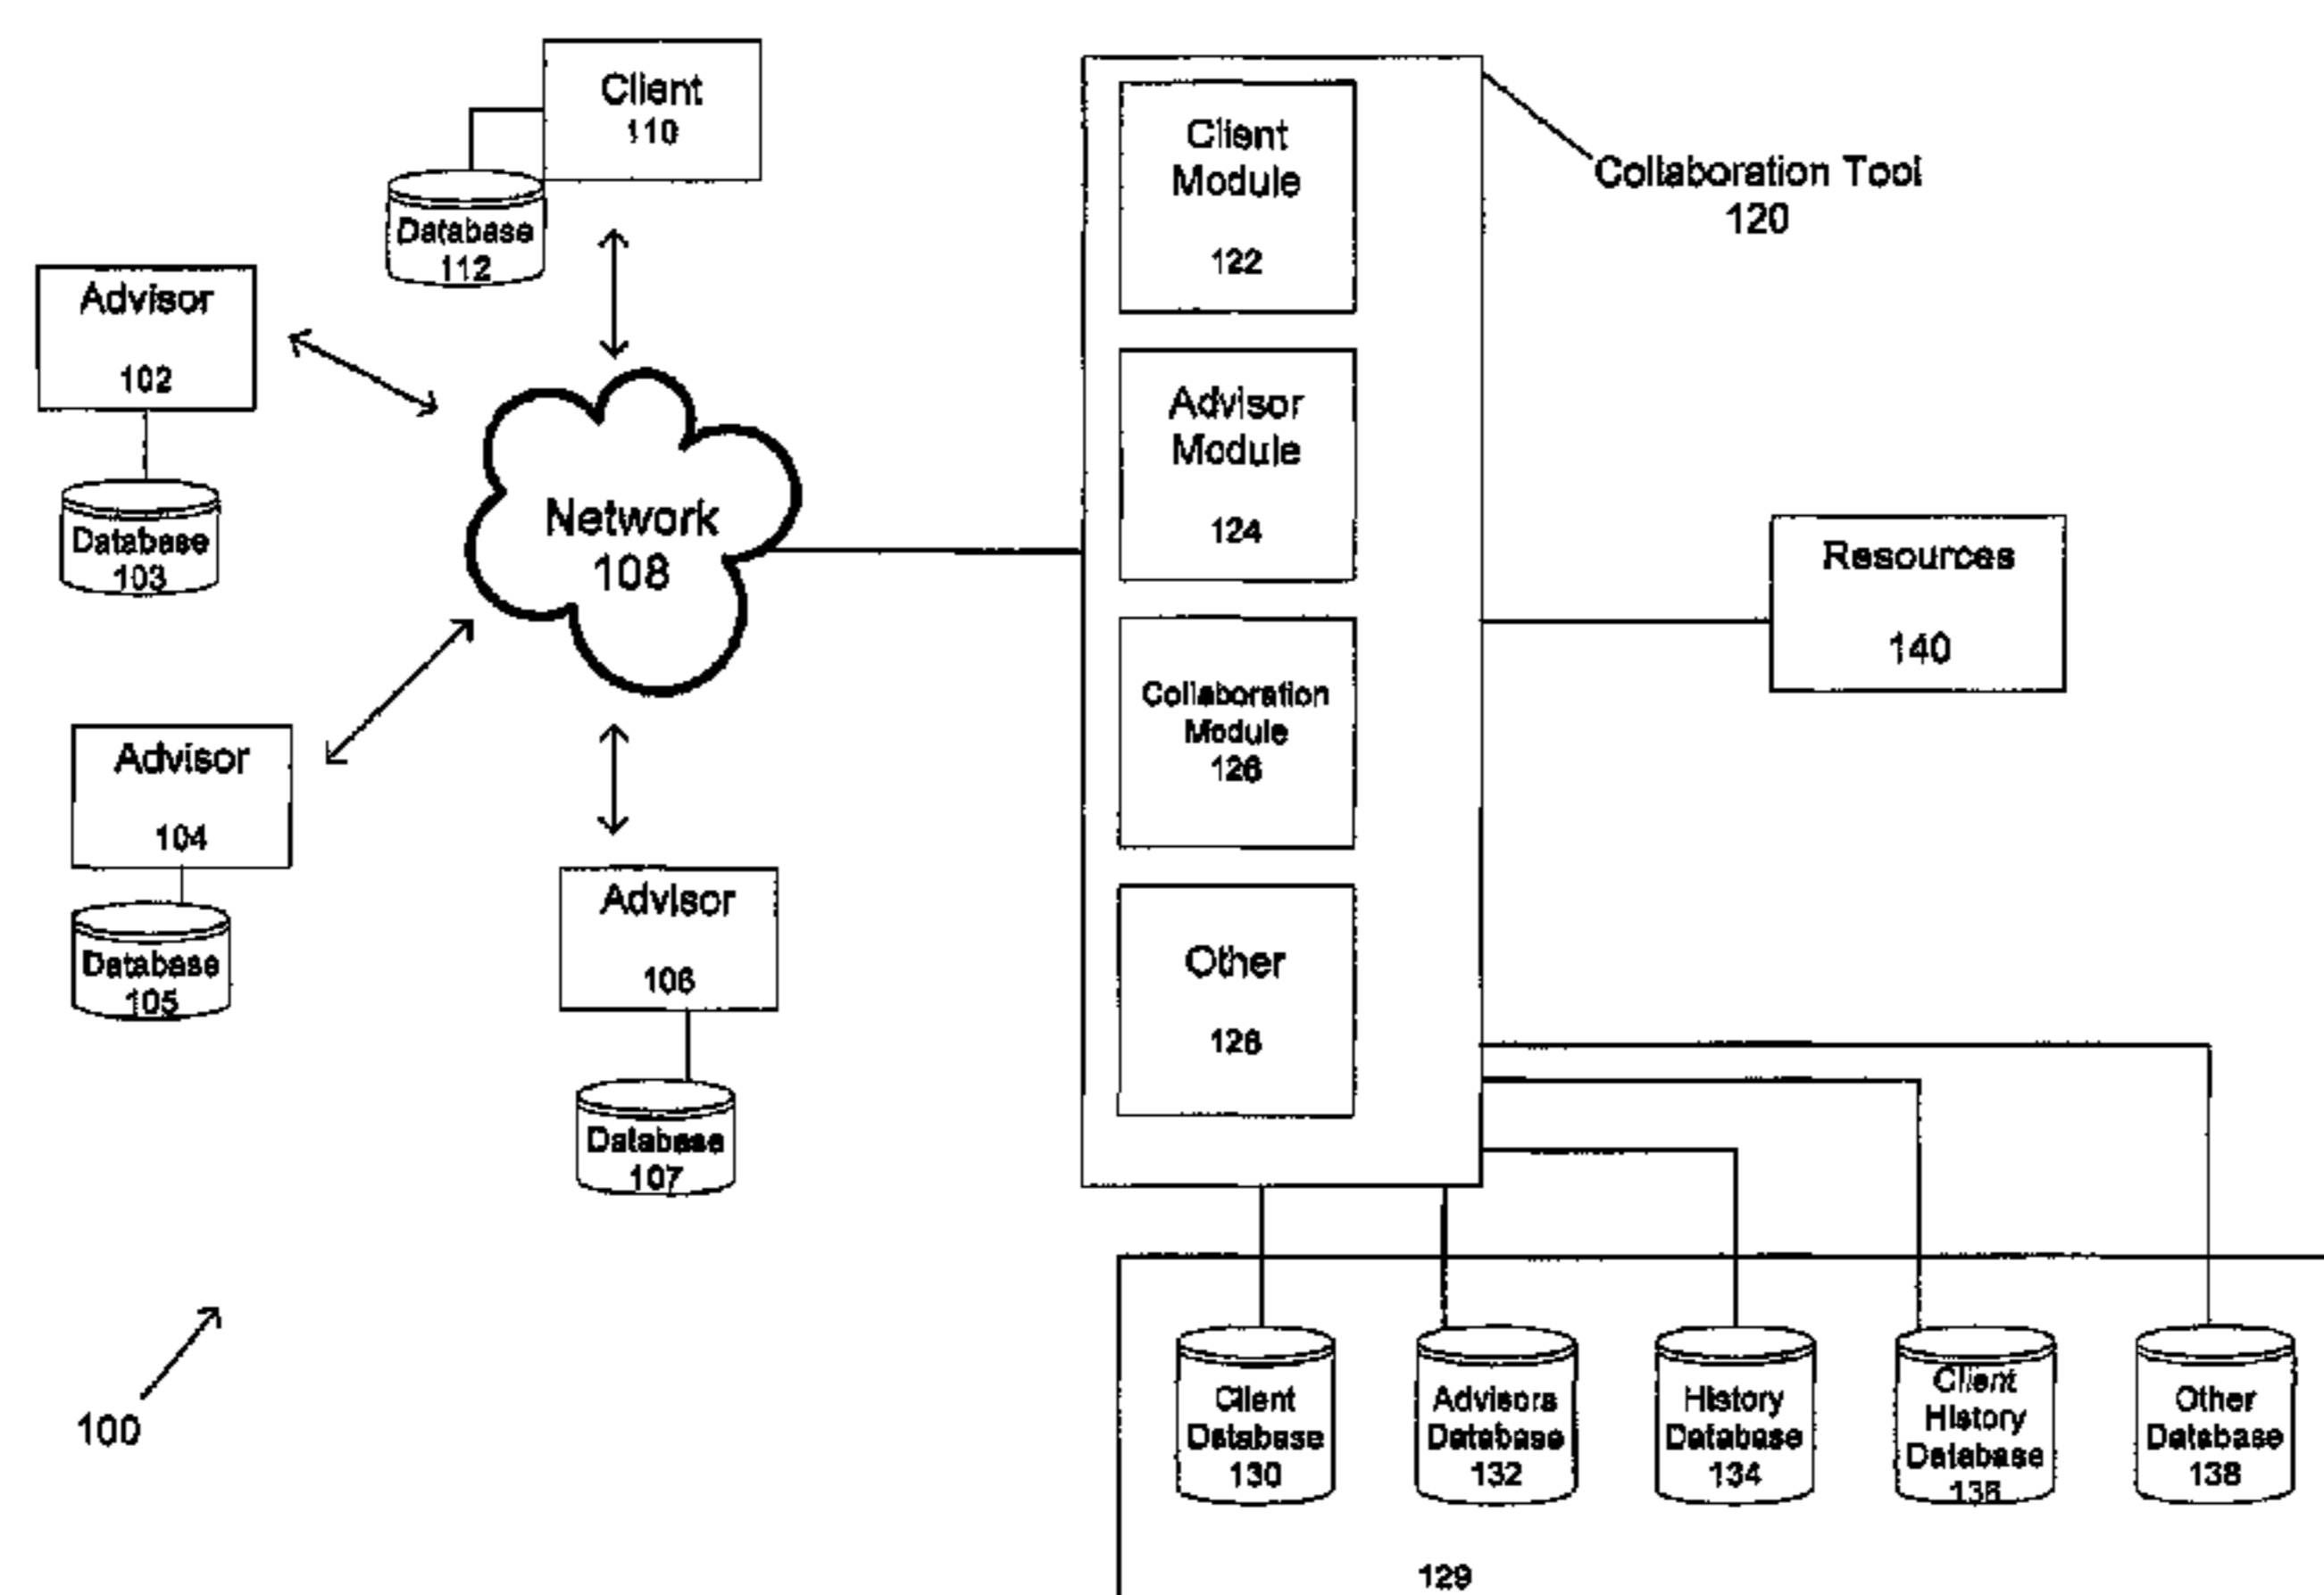 Client
110
Database
112
Advisor
102
Database
103
Network
108
Advisor
104
Database
105
Advisor
106
Database
107
100
Client
Module
122
Advisor
Module
124
Collaboration
Module
126
Other
128
Collaboration Tool
120
Resources
140
Client
Database
130
Advisors
Database
132
History
Database
134
Client
History
Database
136
Other
Database
138
129